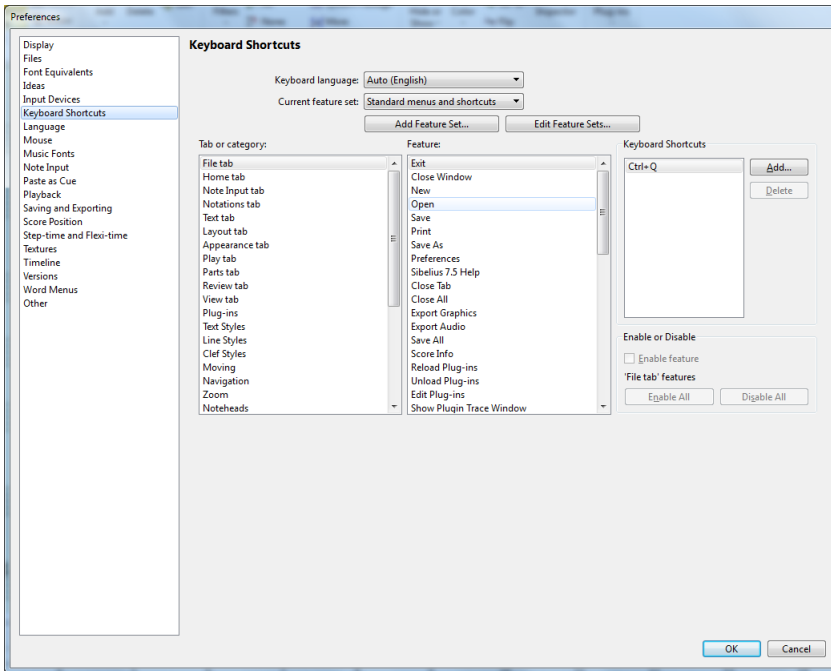 Preferences
Display
Files
Font Equivalents
Ideas
Input Devices
Keyboard Shortcuts
Language
Mouse
Music Fonts
Note Input
Paste as Cue
Playback
Saving and Exporting
Score Position
Step-time and Flexi-time
Textures
Timeline
Versions
Word Menus
Other
Keyboard Shortcuts
Keyboard language: Auto (English)
Current feature set: Standard menus and shortcuts
Add Feature Set... Edit Feature Sets...
Tab or category:
File tab
Home tab
Note Input tab
Notations tab
Text tab
Layout tab
Appearance tab
Play tab
Parts tab
Review tab
View tab
Plug-ins
Text Styles
Line Styles
Clef Styles
Moving
Navigation
Zoom
Noteheads
Feature:
Exit
Close Window
New
Open
Save
Print
Save As
Preferences
Sibelius 7.5 Help
Close Tab
Close All
Export Graphics
Export Audio
Save All
Score Info
Reload Plug-ins
Unload Plug-ins
Edit Plug-ins
Show Plugin Trace Window
Keyboard Shortcuts
Ctrl+Q
Add...
Delete
Enable or Disable
Enable feature
'File tab' features
Enable All Disable All
OK Cancel